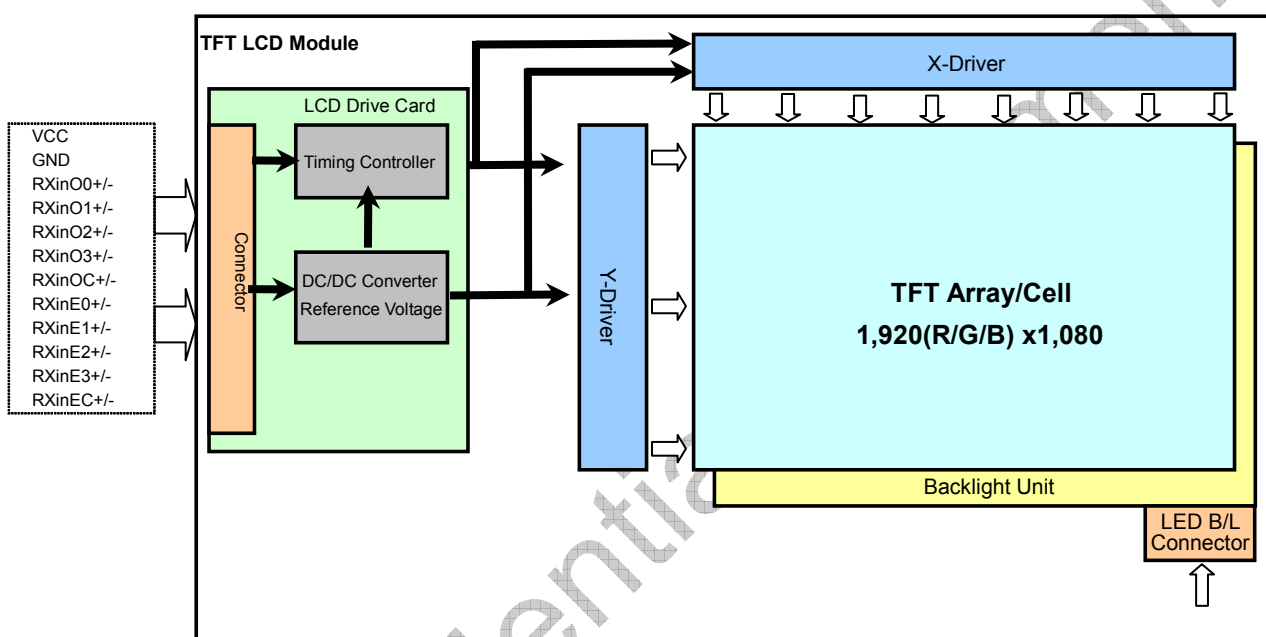 TFT LCD Module
X-Driver
LCD Drive Card
VCC
GND
RXinO0+/-
RXinO1+/-
RXinO2+/-
RXinO3+/-
RXinOC+/-
RXinE0+/-
RXinE1+/-
RXinE2+/-
RXinE3+/-
RXinEC+/-
Connector
Timing Controller
DC/DC Converter
Reference Voltage
Y-Driver
TFT Array/Cell
1,920(R/G/B) x1,080
Backlight Unit
LED B/L
Connector